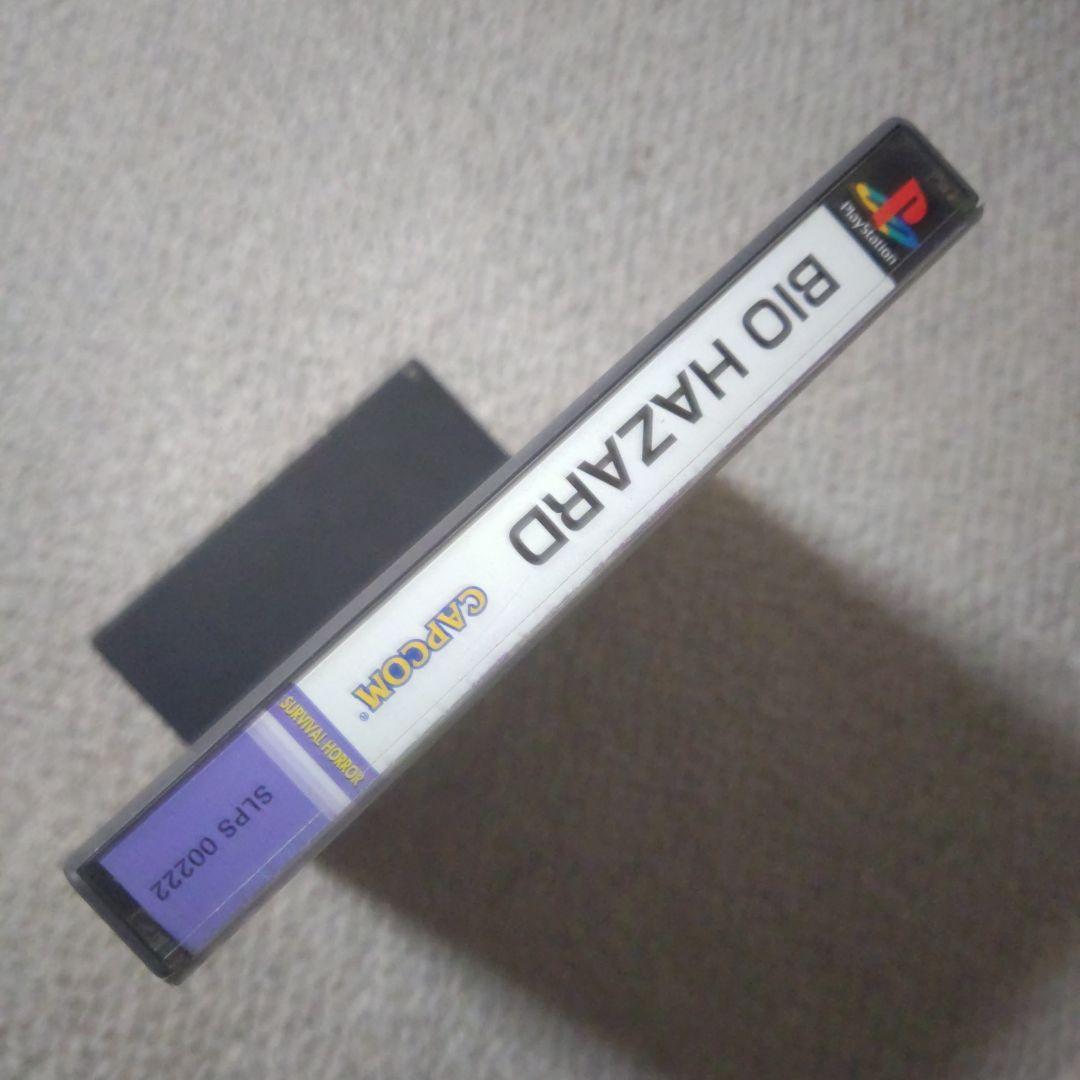 PlayStation
BIO HAZARD
CAPCOM®
SURVIVAL HORROR
SLPS 00222